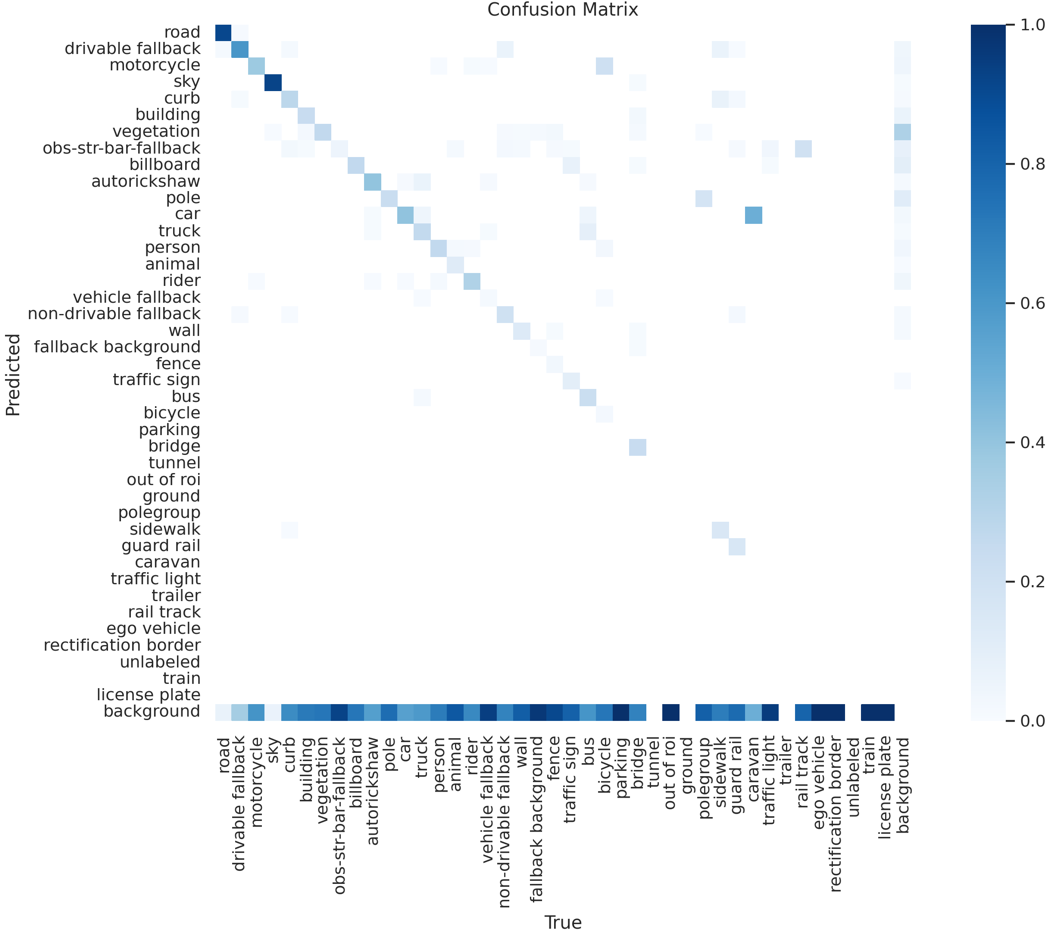 Confusion Matrix
road
drivable fallback
motorcycle
sky
curb
building
vegetation
obs-str-bar-fallback
billboard
autorickshaw
pole
car
truck
person
animal
rider
vehicle fallback
non-drivable fallback
wall
fallback background
fence
traffic sign
bus
bicycle
parking
bridge
tunnel
out of roi
ground
polegroup
sidewalk
guard rail
caravan
traffic light
trailer
rail track
ego vehicle
rectification border
unlabeled
train
license plate
background
Predicted
road
drivable fallback
motorcycle
sky
curb
building
vegetation
obs-str-bar-fallback
billboard
autorickshaw
pole
car
truck
person
animal
rider
vehicle fallback
non-drivable fallback
wall
fallback background
fence
traffic sign
bus
bicycle
parking
bridge
tunnel
out of roi
ground
polegroup
sidewalk
guard rail
caravan
traffic light
trailer
rail track
ego vehicle
rectification border
unlabeled
train
license plate
background
True
1.0
0.8
0.6
0.4
0.2
0.0